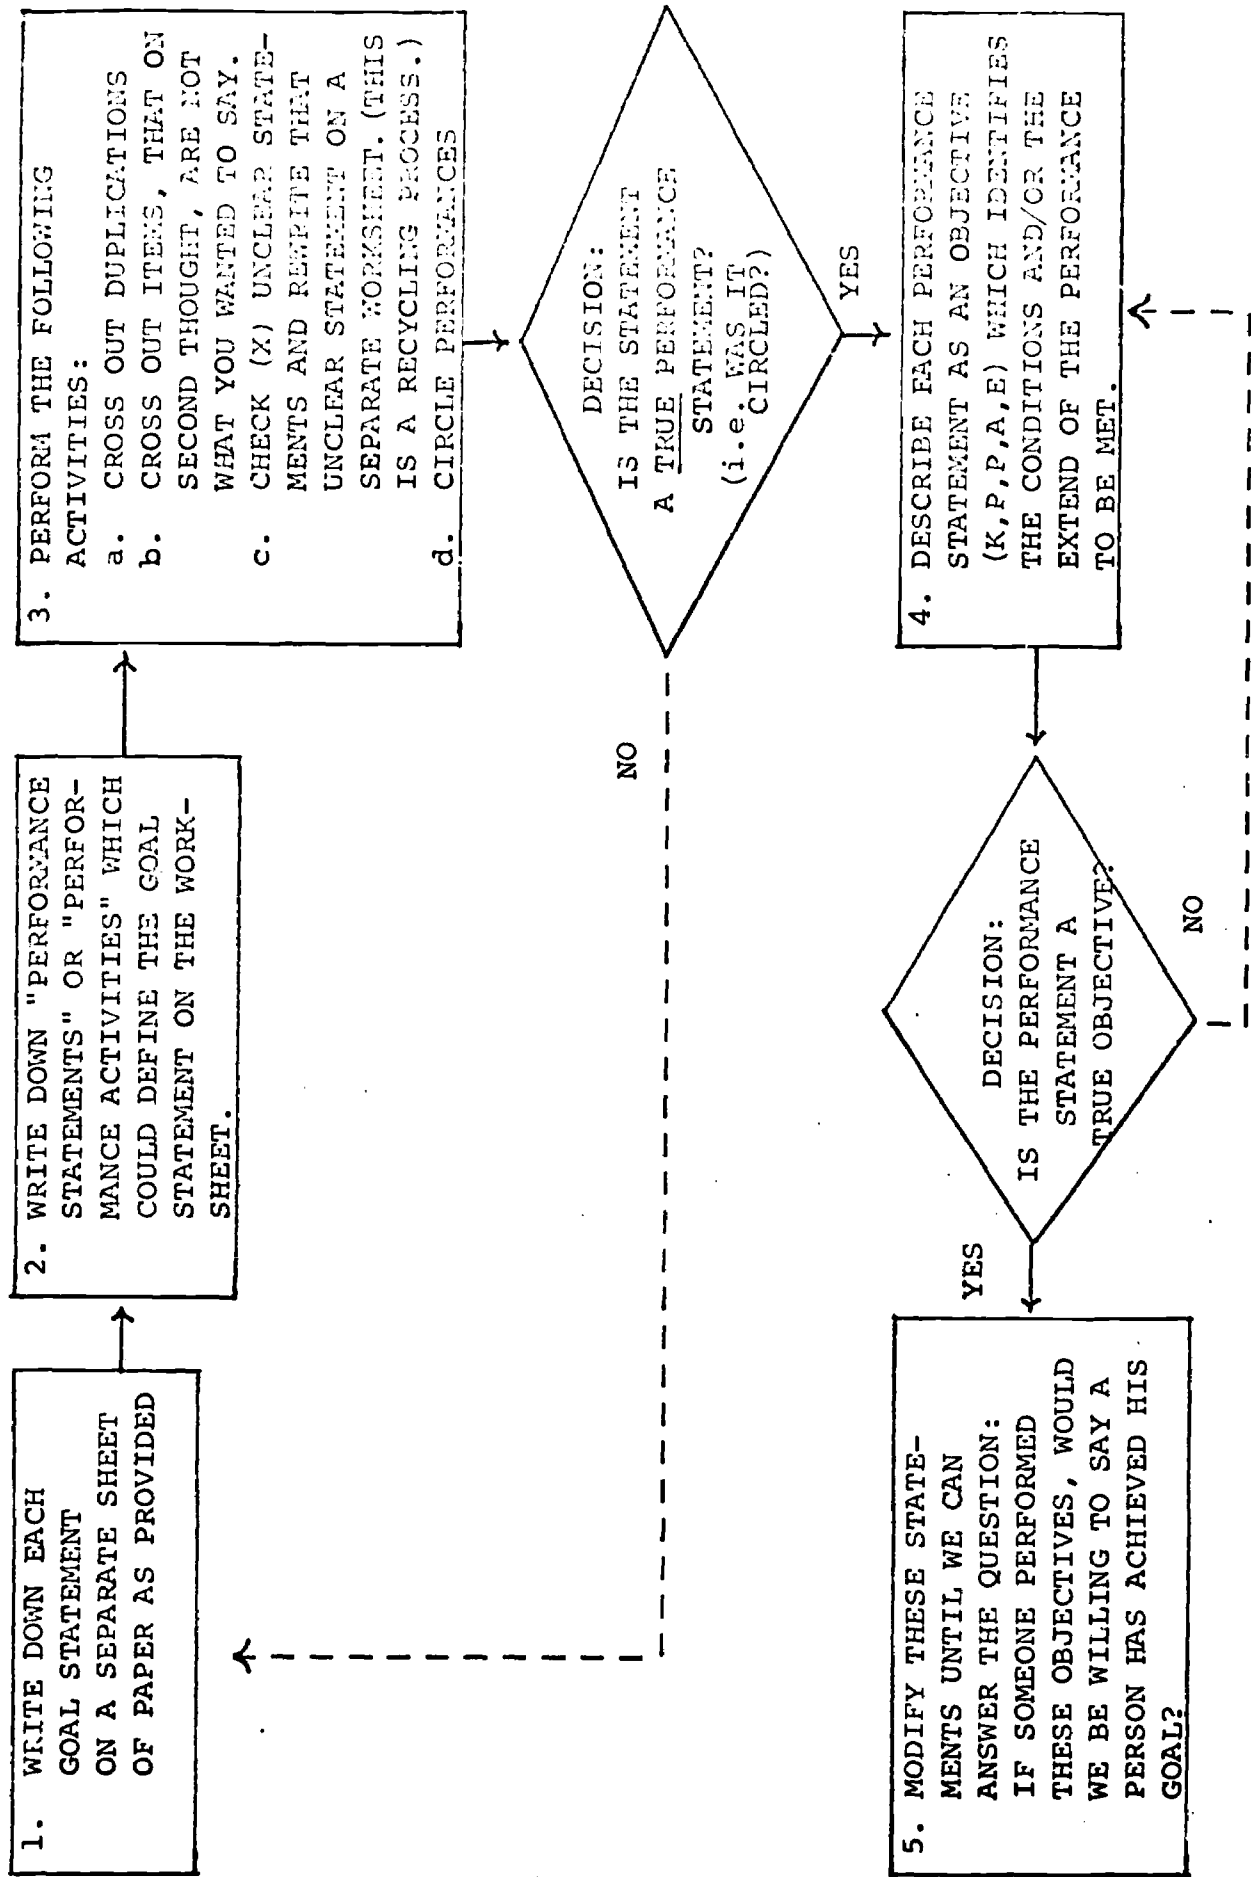 1. WRITE DOWN EACH
GOAL STATEMENT
ON A SEPARATE SHEET
OF PAPER AS PROVIDED
2. WRITE DOWN "PERFORMANCE
STATEMENTS" OR "PERFOR-
MANCE ACTIVITIES" WHICH
COULD DEFINE THE GOAL
STATEMENT ON THE WORK-
SHEET.
3. PERFORM THE FOLLOWING
ACTIVITIES:
a. CROSS OUT DUPLICATIONS
b. CROSS OUT ITEMS, THAT ON
SECOND THOUGHT, ARE NOT
WHAT YOU WANTED TO SAY.
c. CHECK (X) UNCLEAR STATE-
MENTS AND REWRITE THAT
UNCLEAR STATEMENT ON A
SEPARATE WORKSHEET. (THIS
IS A RECYCLING PROCESS.)
d. CIRCLE PERFORMANCES
DECISION:
IS THE STATEMENT
A TRUE PERFORMANCE
STATEMENT?
(i.e. WAS IT
CIRCLED?)
NO
YES
4. DESCRIBE EACH PERFORMANCE
STATEMENT AS AN OBJECTIVE
(K,P,P,A,E) WHICH IDENTIFIES
THE CONDITIONS AND/OR THE
EXTEND OF THE PERFORMANCE
TO BE MET.
DECISION:
IS THE PERFORMANCE
STATEMENT A
TRUE OBJECTIVE?
NO
YES
5. MODIFY THESE STATE-
MENTS UNTIL WE CAN
ANSWER THE QUESTION:
IF SOMEONE PERFORMED
THESE OBJECTIVES, WOULD
WE BE WILLING TO SAY A
PERSON HAS ACHIEVED HIS
GOAL?